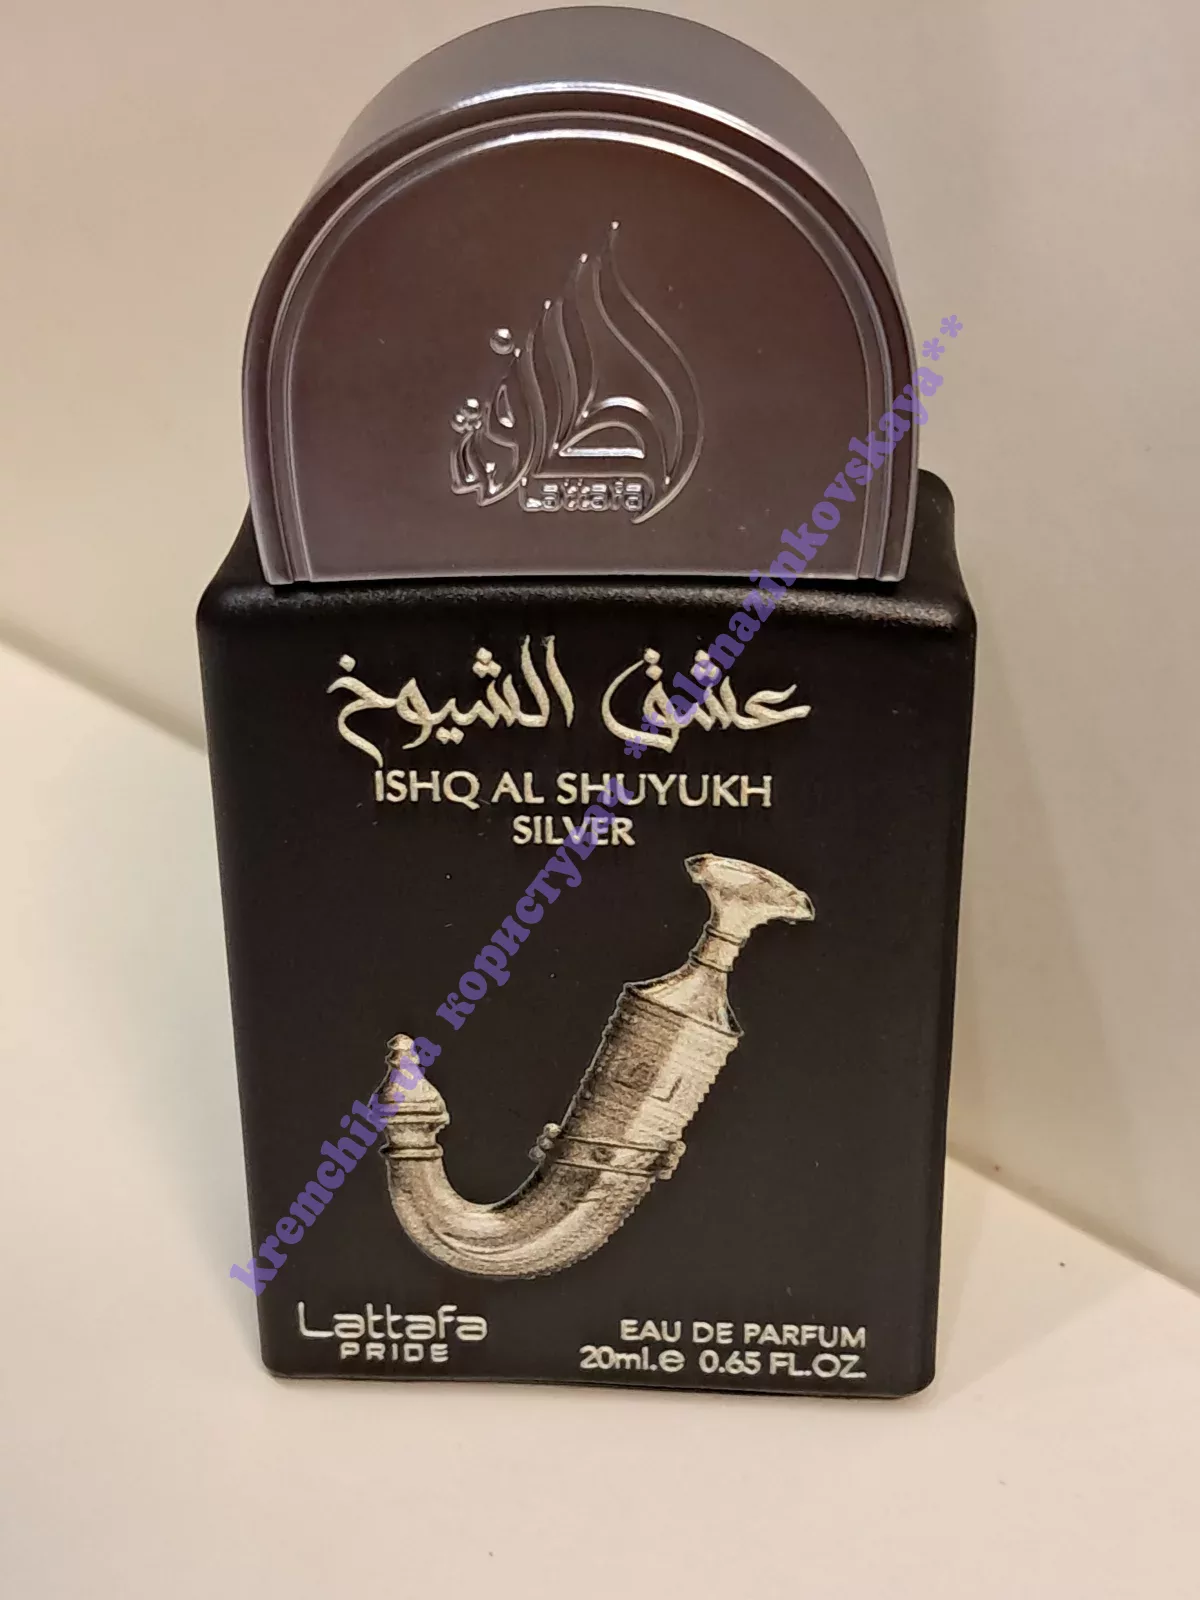 لطافة
Lattafa
عشق الشيوخ
ISHQ AL SHUYUKH
SILVER
Lattafa
PRIDE
EAU DE PARFUM
20ml.e 0.65 FL.OZ.
kremchik.ua користувач **alenazinkovskaya**